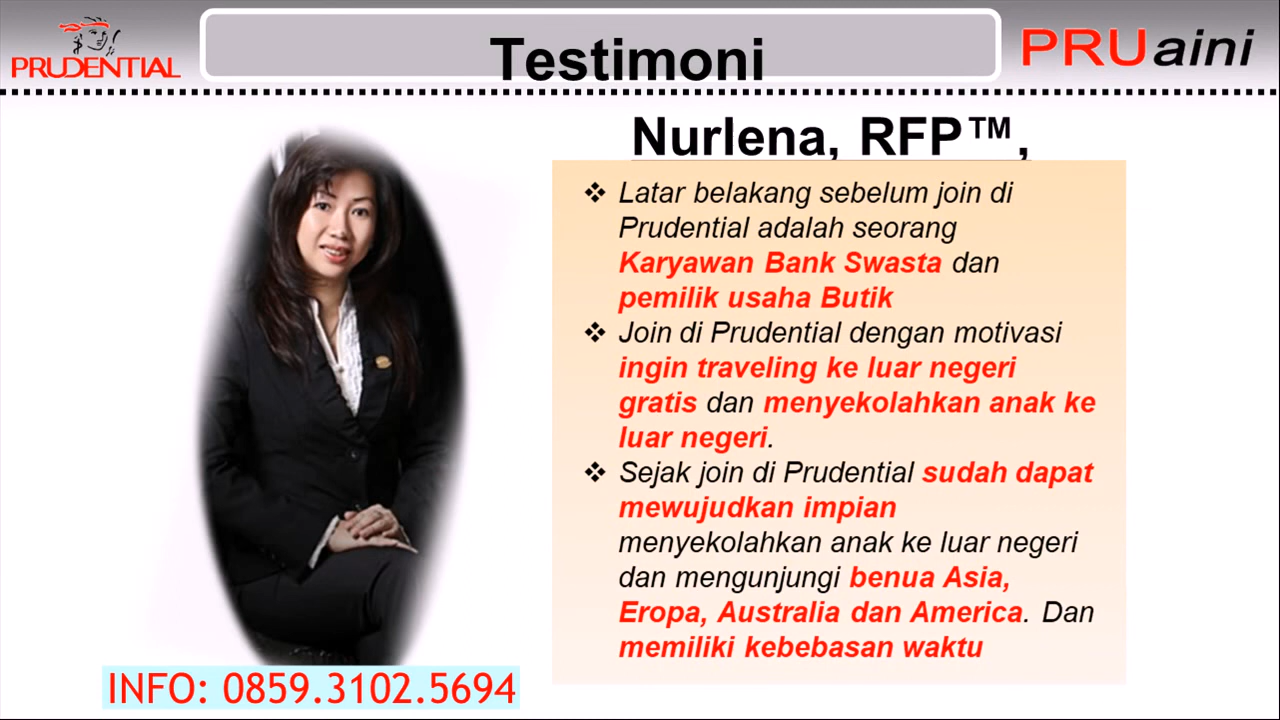 PRUDENTIAL
Testimoni
PRUaini
Nurlena, RFP™,
❖ Latar belakang sebelum join di
Prudential adalah seorang
Karyawan Bank Swasta dan
pemilik usaha Butik
❖ Join di Prudential dengan motivasi
ingin traveling ke luar negeri
gratis dan menyekolahkan anak ke
luar negeri.
❖ Sejak join di Prudential sudah dapat
mewujudkan impian
menyekolahkan anak ke luar negeri
dan mengunjungi benua Asia,
Eropa, Australia dan America. Dan
memiliki kebebasan waktu
INFO: 0859.3102.5694